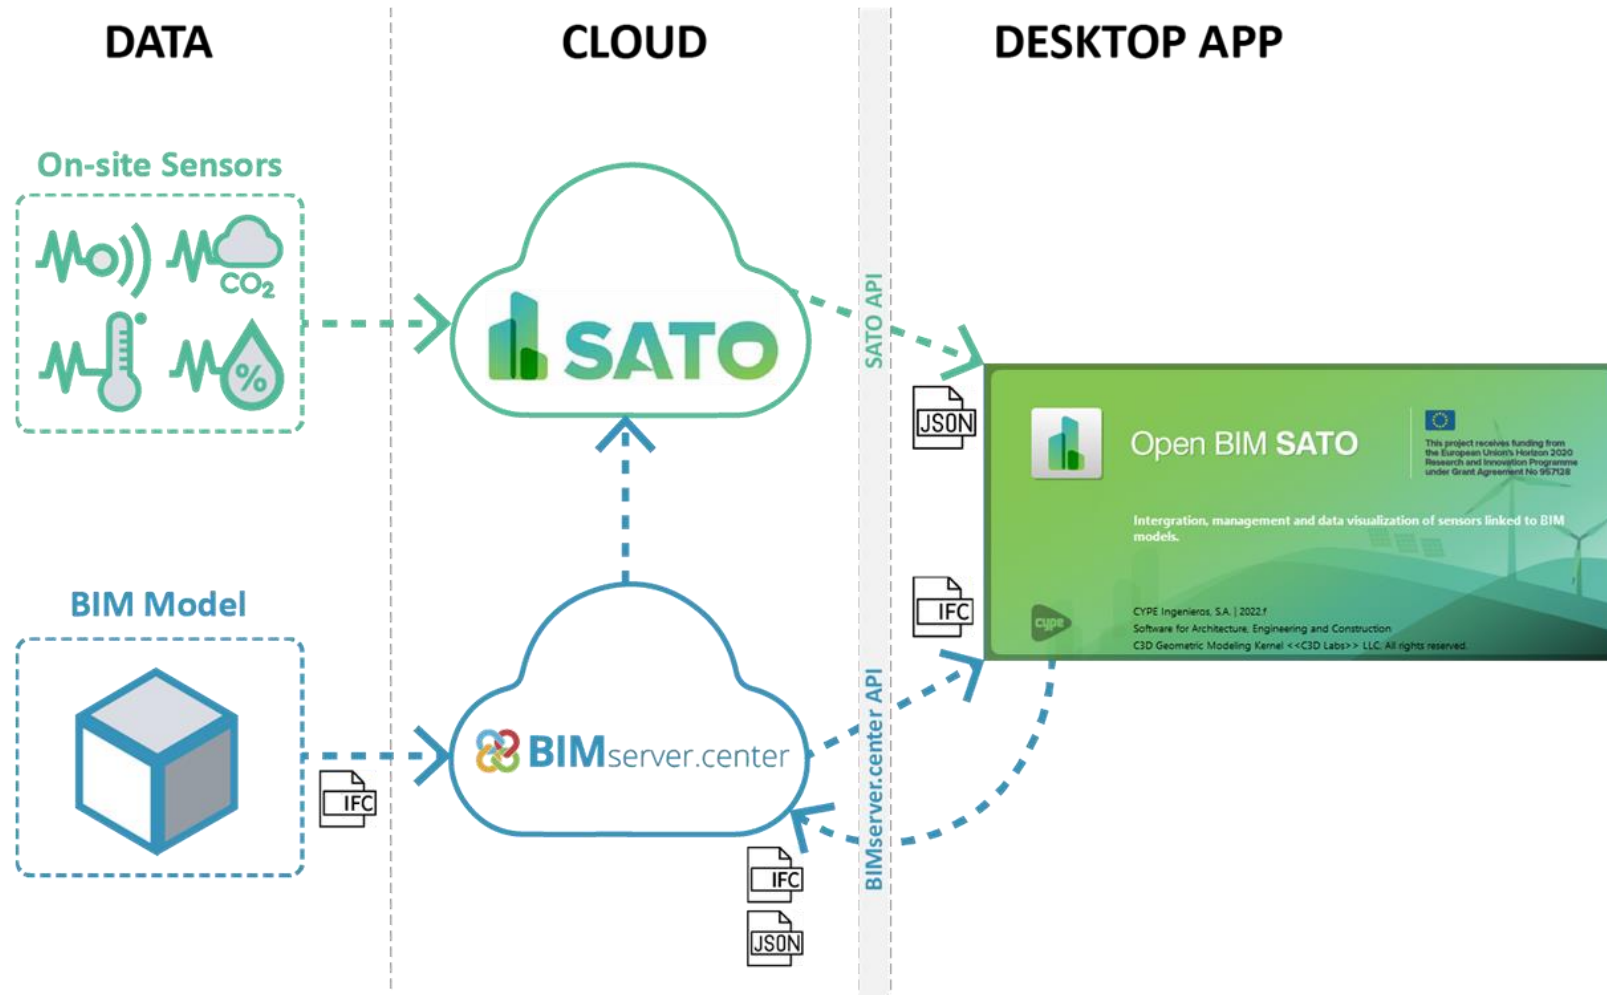 DATA
CLOUD
DESKTOP APP
On-site Sensors
CO2
%
SATO
SATO API
JSON
Open BIM SATO
This project receives funding from
the European Union's Horizon 2020
Research and Innovation Programme
under Grant Agreement No 957128
Intergration, management and data visualization of sensors linked to BIM
models.
IFC
cype
CYPE Ingenieros, S.A. | 2022.f
Software for Architecture, Engineering and Construction
C3D Geometric Modeling Kernel <<C3D Labs>> LLC. All rights reserved.
BIM Model
IFC
BIMserver.center
BIMserver.center API
IFC
JSON